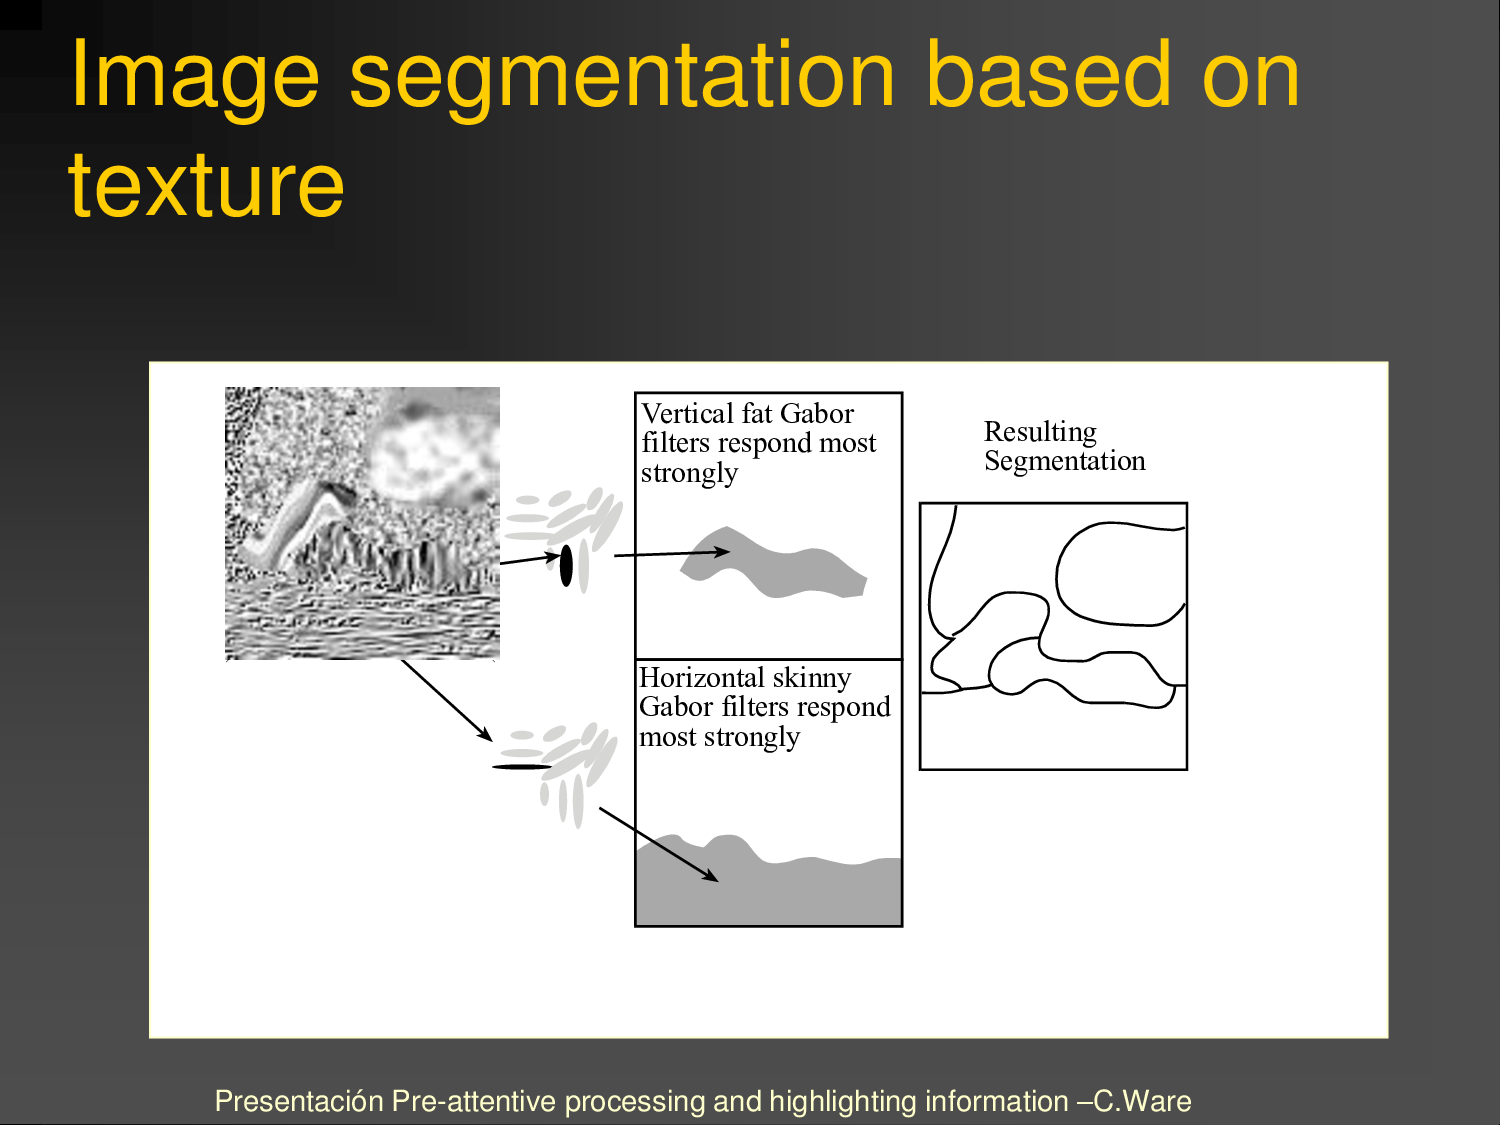 Image segmentation based on
texture
Vertical fat Gabor
filters respond most
strongly
Resulting
Segmentation
Horizontal skinny
Gabor filters respond
most strongly
Presentación Pre-attentive processing and highlighting information –C.Ware